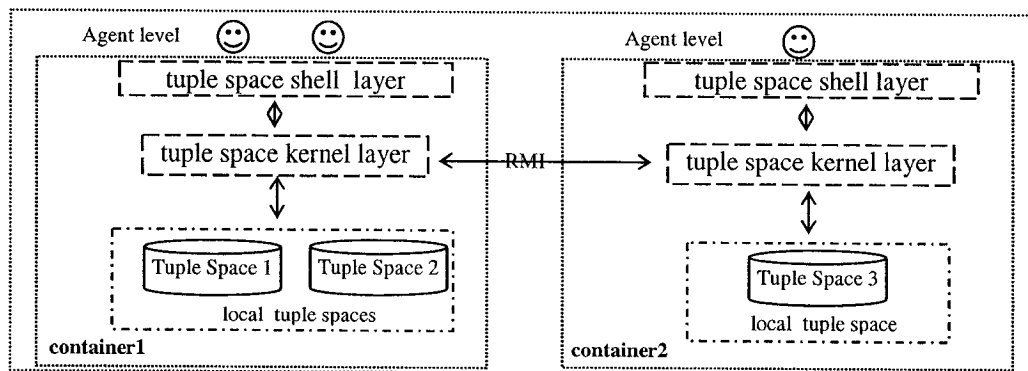 Agent level
tuple space shell layer
tuple space kernel layer
Tuple Space 1
Tuple Space 2
local tuple spaces
container1
RMI
Agent level
tuple space shell layer
tuple space kernel layer
Tuple Space 3
local tuple space
container2